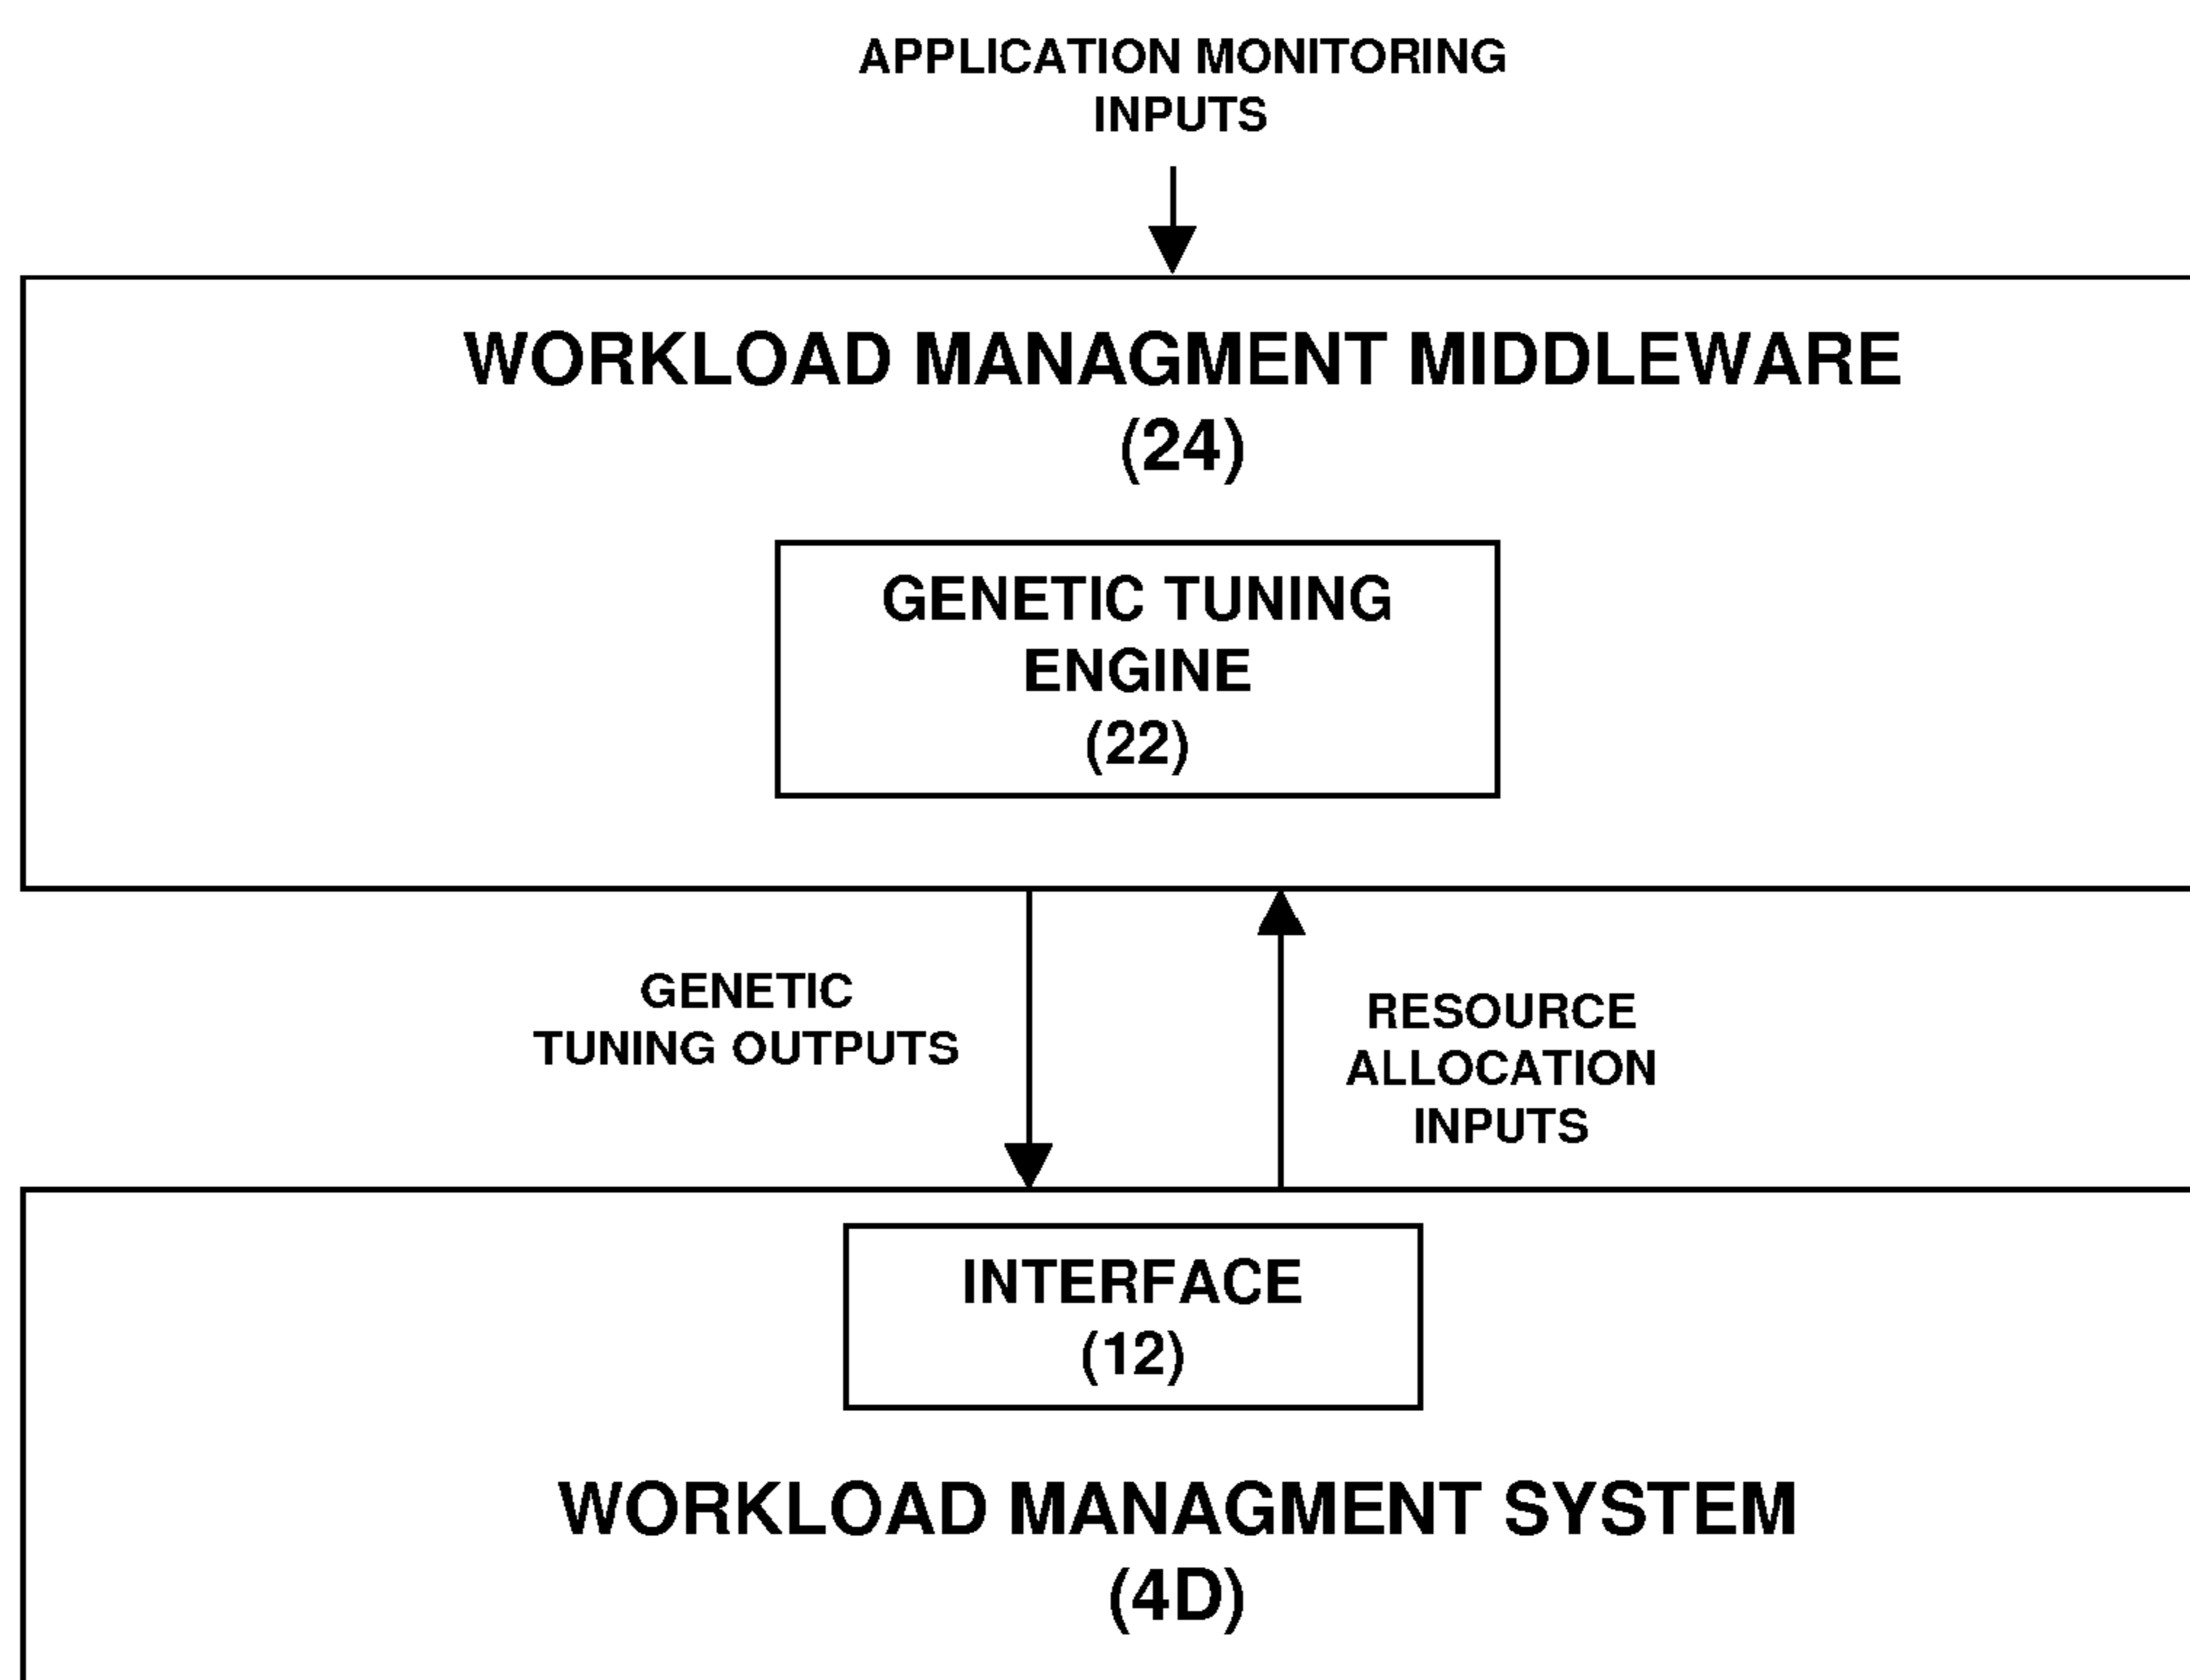 APPLICATION MONITORING
INPUTS
WORKLOAD MANAGMENT MIDDLEWARE
(24)
GENETIC TUNING
ENGINE
(22)
GENETIC
TUNING OUTPUTS
RESOURCE
ALLOCATION
INPUTS
INTERFACE
(12)
WORKLOAD MANAGMENT SYSTEM
(4D)